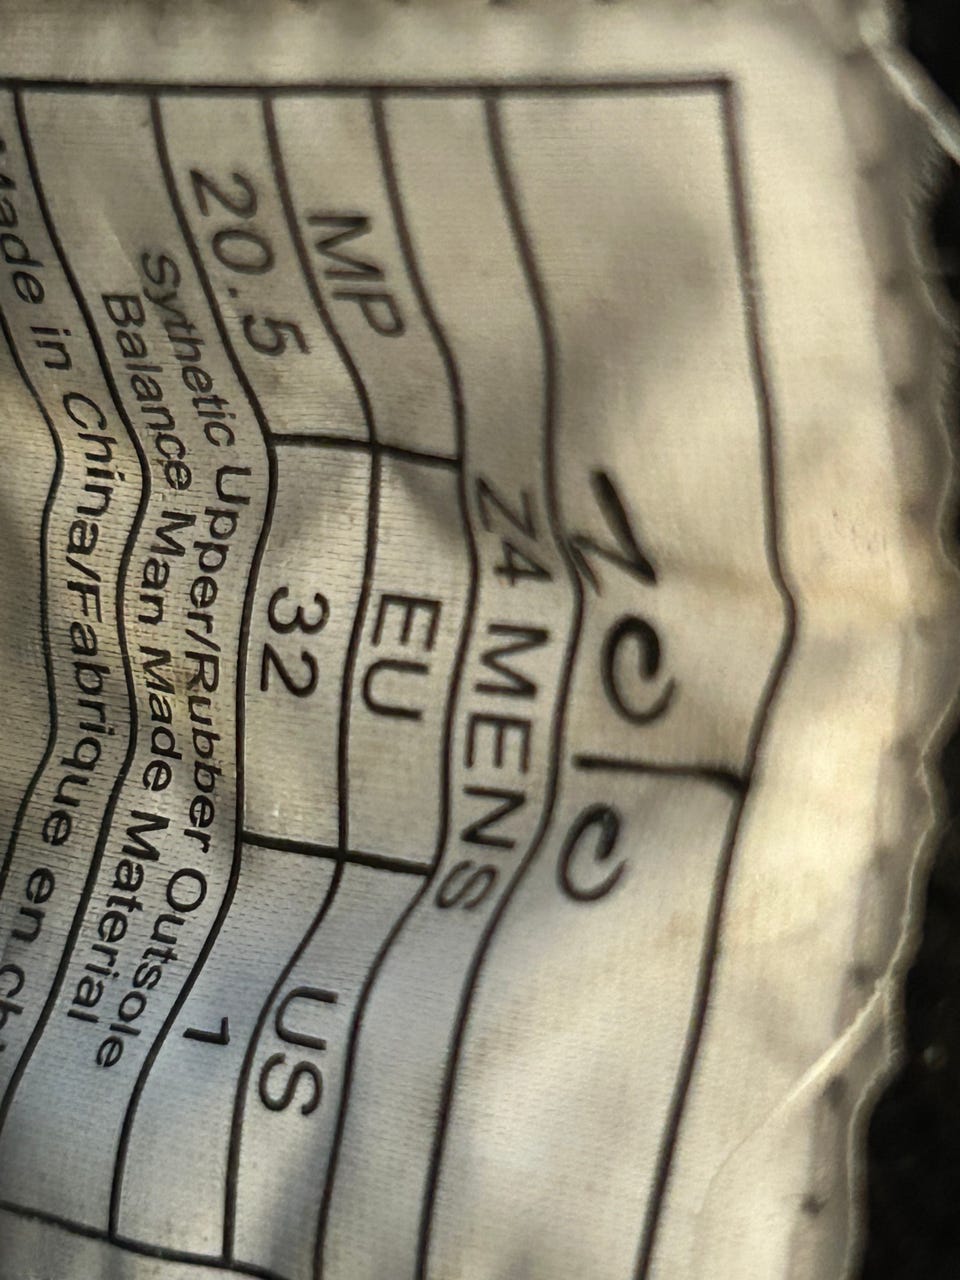 Z4 MENS
MP EU US
20.5 32 1
Sythetic Upper/Rubber Outsole
Balance Man Made Material
Made in China/Fabrique en